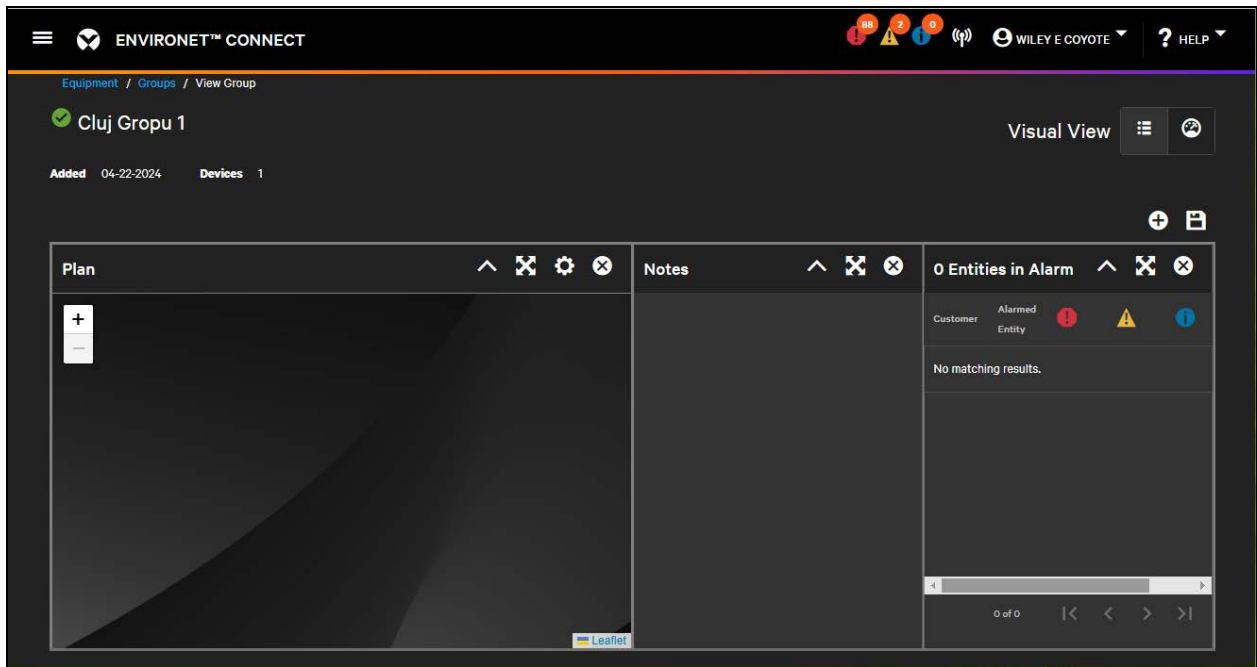 88 2 0
ENVIRONET™ CONNECT
WILEY E COYOTE
? HELP
Equipment / Groups / View Group
Cluj Gropu 1
Visual View
Added 04-22-2024 Devices 1
Plan
Notes
0 Entities in Alarm
+
−
Customer
Alarmed
Entity
No matching results.
Leaflet
0 of 0